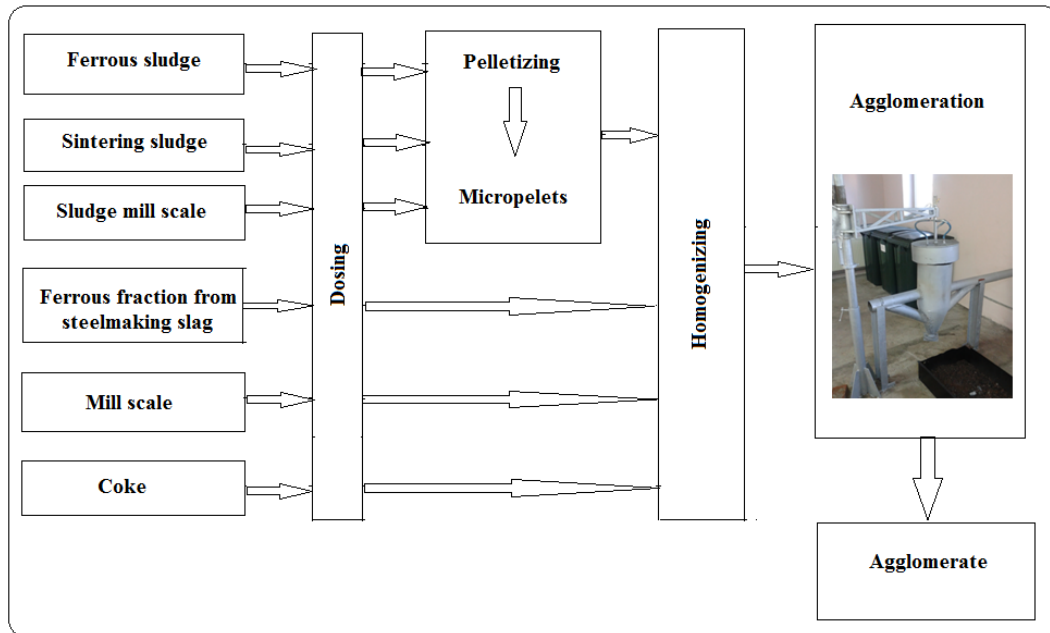 Ferrous sludge
Sintering sludge
Sludge mill scale
Ferrous fraction from
steelmaking slag
Mill scale
Coke
Dosing
Pelletizing
Micropelets
Homogenizing
Agglomeration
Agglomerate